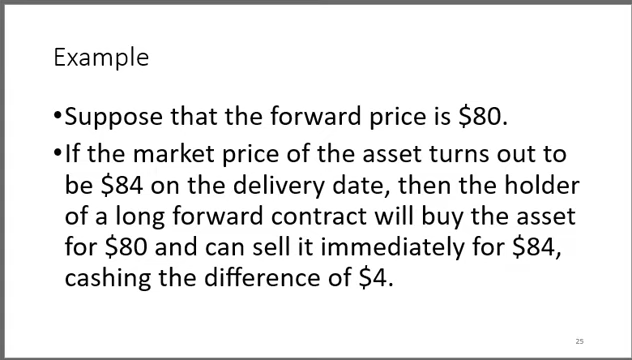 Example
•Suppose that the forward price is $80.
•If the market price of the asset turns out to
be $84 on the delivery date, then the holder
of a long forward contract will buy the asset
for $80 and can sell it immediately for $84,
cashing the difference of $4.
25